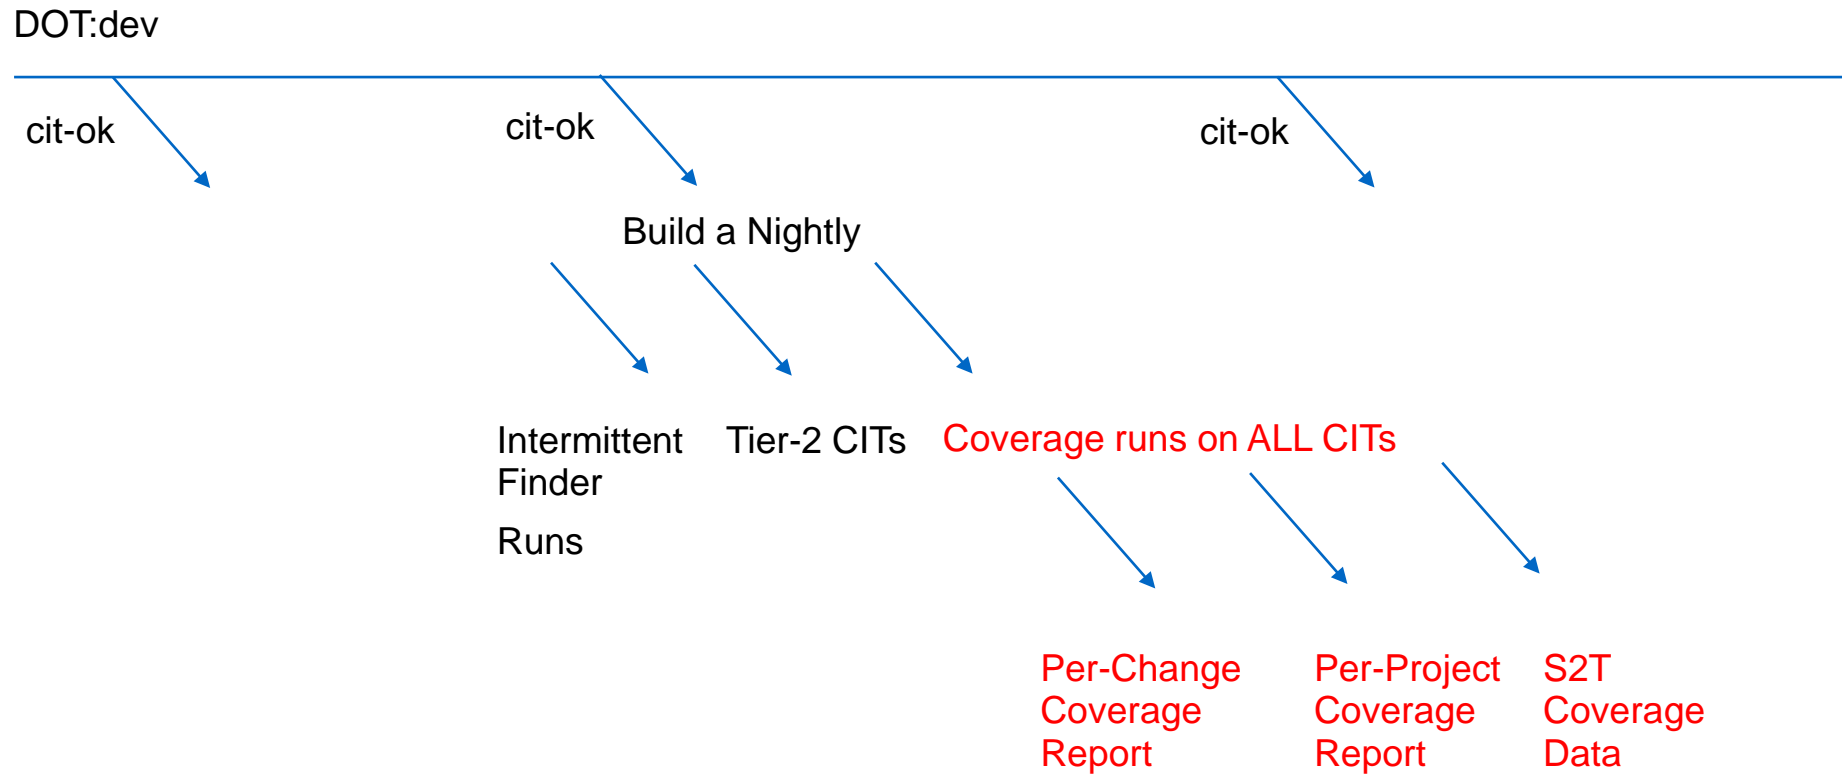 DOT:dev
cit-ok
cit-ok
cit-ok
Build a Nightly
Intermittent
Finder
Runs
Tier-2 CITs
Coverage runs on ALL CITs
Per-Change
Coverage
Report
Per-Project
Coverage
Report
S2T
Coverage
Data